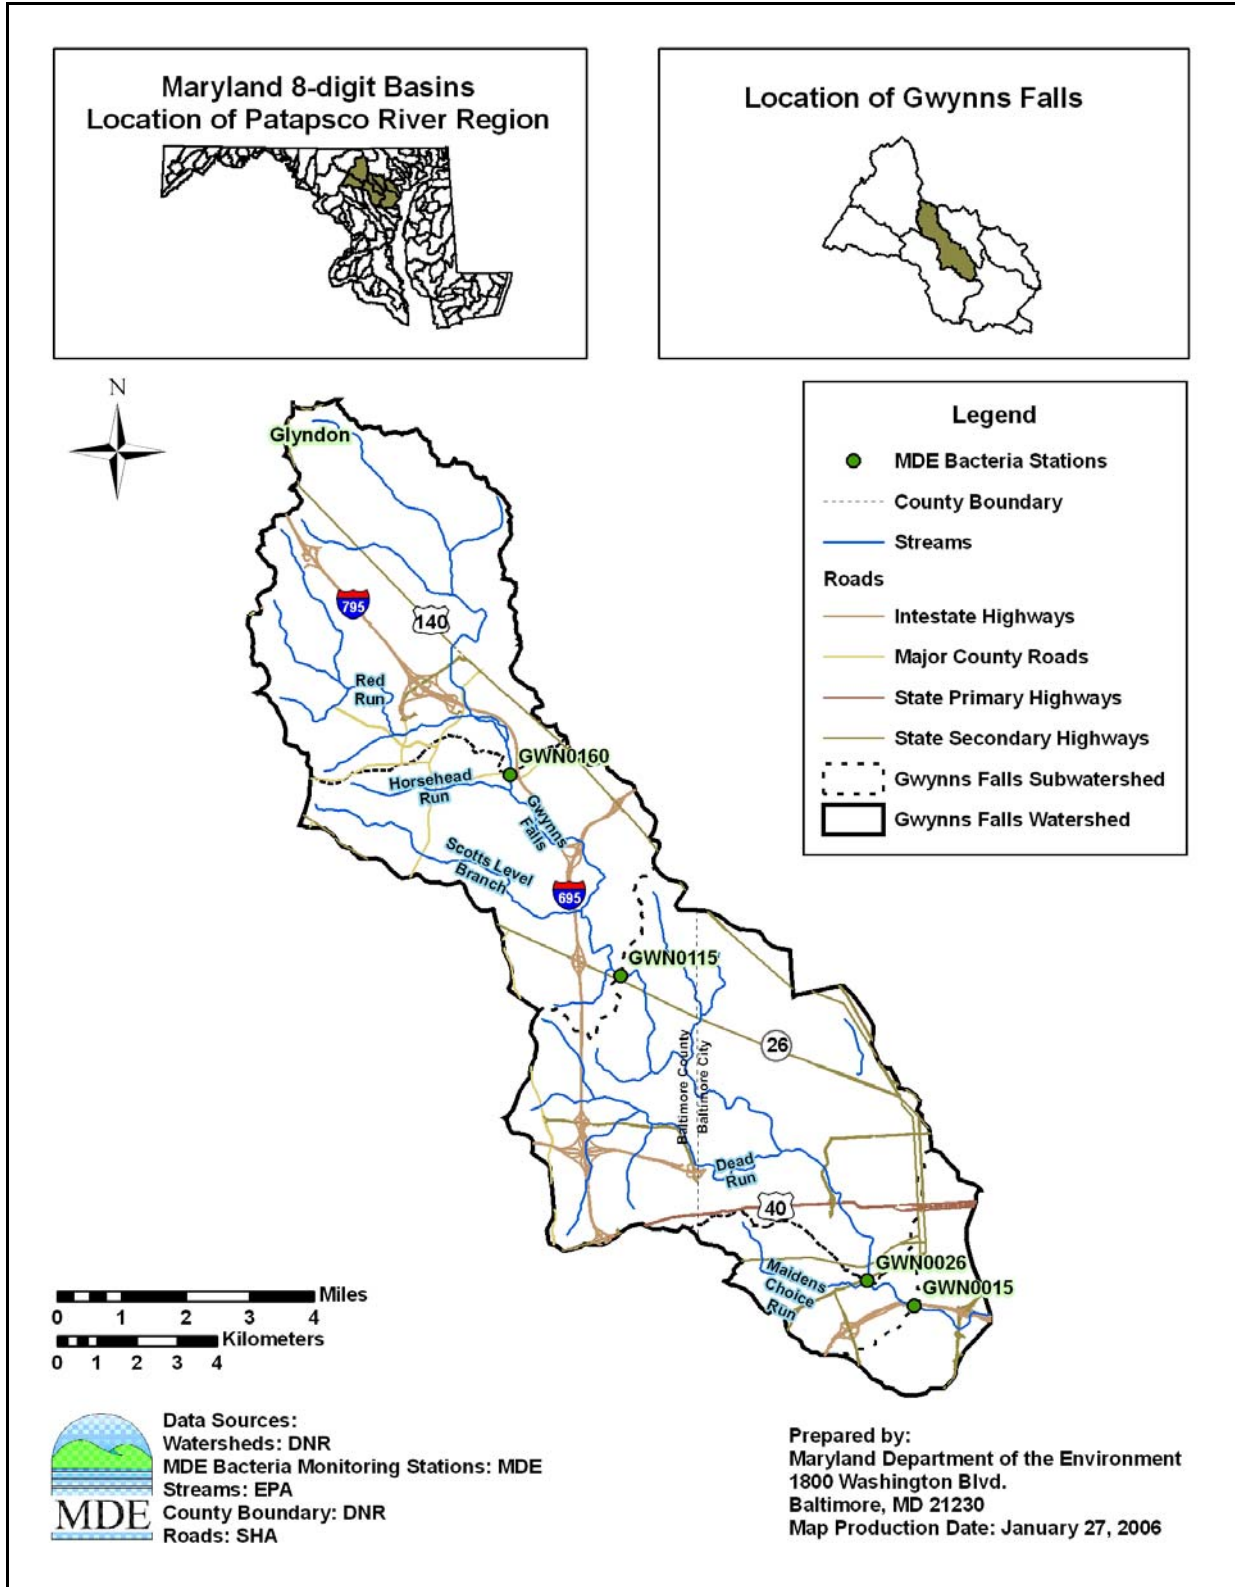 Maryland 8-digit Basins
Location of Patapsco River Region
Location of Gwynns Falls
N
Legend
MDE Bacteria Stations
County Boundary
Streams
Roads
Intestate Highways
Major County Roads
State Primary Highways
State Secondary Highways
Gwynns Falls Subwatershed
Gwynns Falls Watershed
Glyndon
795
140
Red
Run
GWN0160
Horsehead
Run
Gwynns
Falls
Scotts Level
Branch
695
GWN0115
26
Baltimore County
Baltimore City
Dead
Run
40
GWN0026
Maidens
Choice
Run
GWN0015
Miles
0 1 2 3 4
Kilometers
0 1 2 3 4
MDE
Data Sources:
Watersheds: DNR
MDE Bacteria Monitoring Stations: MDE
Streams: EPA
County Boundary: DNR
Roads: SHA
Prepared by:
Maryland Department of the Environment
1800 Washington Blvd.
Baltimore, MD 21230
Map Production Date: January 27, 2006